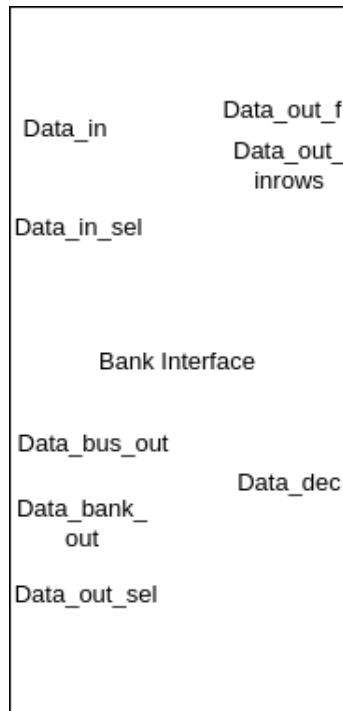 Data_out_f
Data_in
Data_out_
inrows
Data_in_sel
Bank Interface
Data_bus_out
Data_dec
Data_bank_
out
Data_out_sel